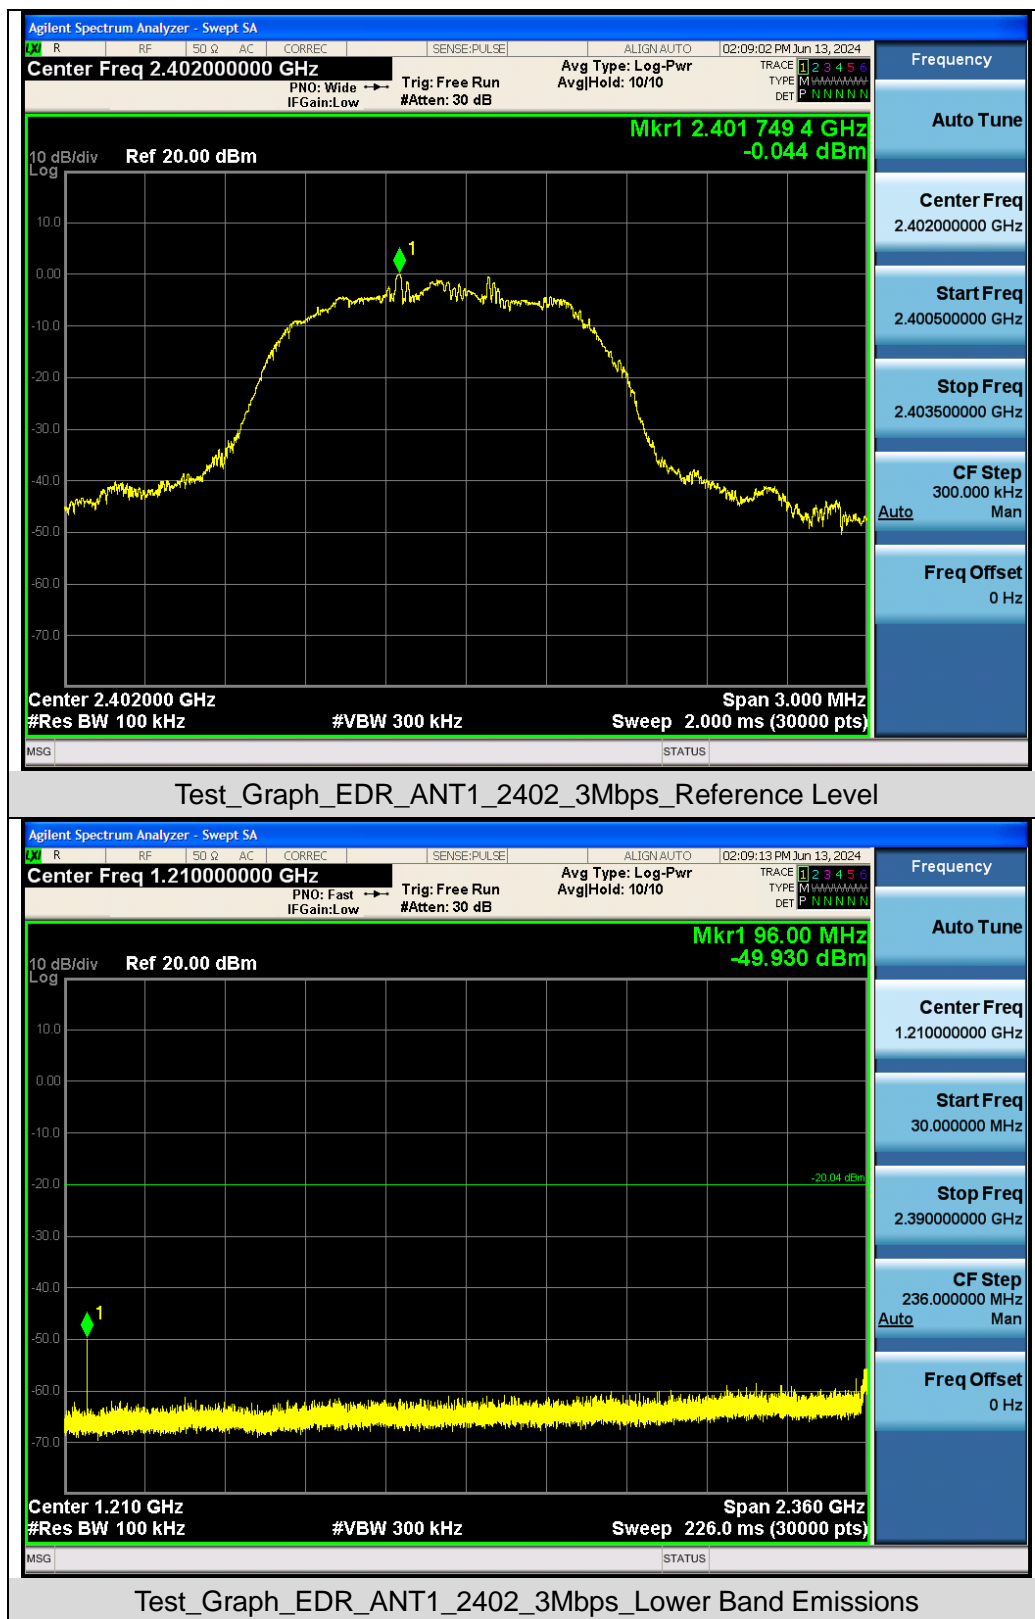 Agilent Spectrum Analyzer - Swept SA
LXI R RF 50 Ω AC CORREC SENSE:PULSE ALIGN AUTO 02:09:02 PM Jun 13, 2024
Center Freq 2.402000000 GHz
PNO: Wide
IFGain:Low
Trig: Free Run
#Atten: 30 dB
Avg Type: Log-Pwr
Avg|Hold: 10/10
TRACE 1 2 3 4 5 6
TYPE M WWWWW
DET P N N N N N
Frequency
Auto Tune
Mkr1 2.401 749 4 GHz
-0.044 dBm
10 dB/div Ref 20.00 dBm
Log
10.0
0.00
-10.0
-20.0
-30.0
-40.0
-50.0
-60.0
-70.0
1
Center Freq
2.402000000 GHz
Start Freq
2.400500000 GHz
Stop Freq
2.403500000 GHz
CF Step
300.000 kHz
Auto Man
Freq Offset
0 Hz
Center 2.402000 GHz Span 3.000 MHz
#Res BW 100 kHz #VBW 300 kHz Sweep 2.000 ms (30000 pts)
MSG STATUS
Test_Graph_EDR_ANT1_2402_3Mbps_Reference Level
Agilent Spectrum Analyzer - Swept SA
LXI R RF 50 Ω AC CORREC SENSE:PULSE ALIGN AUTO 02:09:13 PM Jun 13, 2024
Center Freq 1.210000000 GHz
PNO: Fast
IFGain:Low
Trig: Free Run
#Atten: 30 dB
Avg Type: Log-Pwr
Avg|Hold: 10/10
TRACE 1 2 3 4 5 6
TYPE M WWWWW
DET P N N N N N
Frequency
Auto Tune
Mkr1 96.00 MHz
-49.930 dBm
10 dB/div Ref 20.00 dBm
Log
10.0
0.00
-10.0
-20.0
-30.0
-40.0
-50.0
-60.0
-70.0
-20.04 dBm
1
Center Freq
1.210000000 GHz
Start Freq
30.000000 MHz
Stop Freq
2.390000000 GHz
CF Step
236.000000 MHz
Auto Man
Freq Offset
0 Hz
Center 1.210 GHz Span 2.360 GHz
#Res BW 100 kHz #VBW 300 kHz Sweep 226.0 ms (30000 pts)
MSG STATUS
Test_Graph_EDR_ANT1_2402_3Mbps_Lower Band Emissions